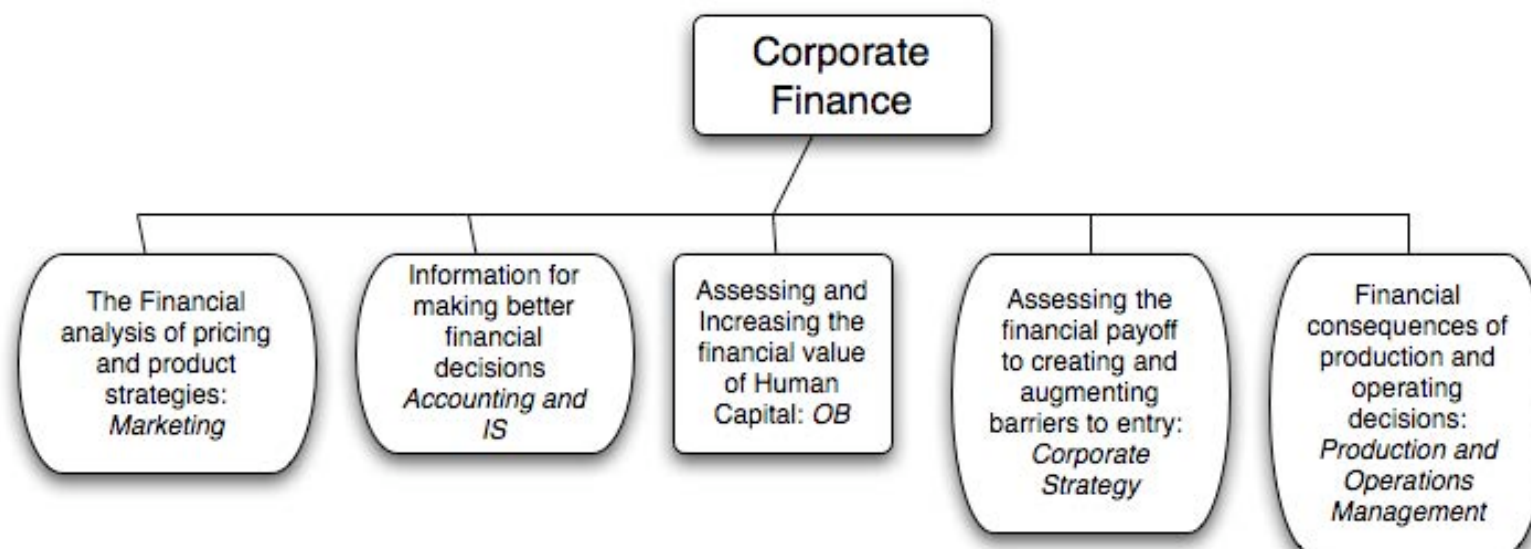 Corporate
Finance
The Financial
analysis of pricing
and product
strategies:
Marketing
Information for
making better
financial
decisions
Accounting and
IS
Assessing and
Increasing the
financial value
of Human
Capital: OB
Assessing the
financial payoff
to creating and
augmenting
barriers to entry:
Corporate
Strategy
Financial
consequences of
production and
operating
decisions:
Production and
Operations
Management